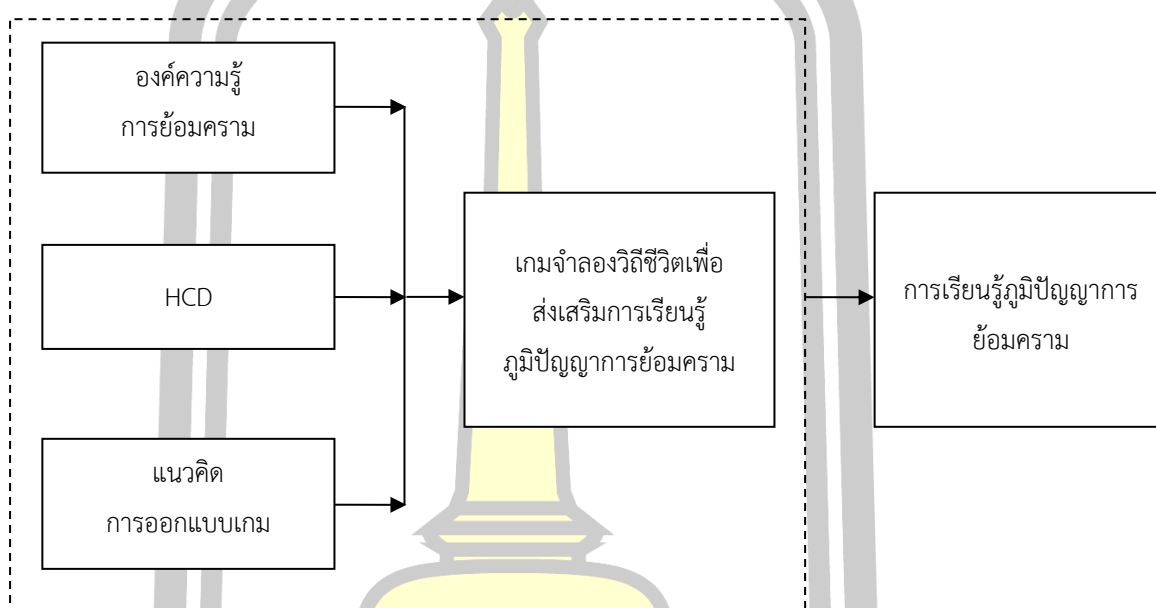 องค์ความรู้
การย้อมคราม
HCD
แนวคิด
การออกแบบเกม
เกมจำลองวิถีชีวิตเพื่อ
ส่งเสริมการเรียนรู้
ภูมิปัญญาการย้อมคราม
การเรียนรู้ภูมิปัญญาการ
ย้อมคราม